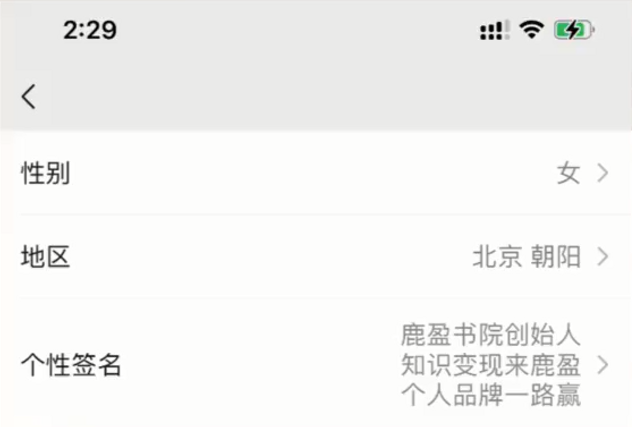 2:29
性别 女
地区 北京 朝阳
个性签名 鹿盈书院创始人
知识变现来鹿盈
个人品牌一路赢